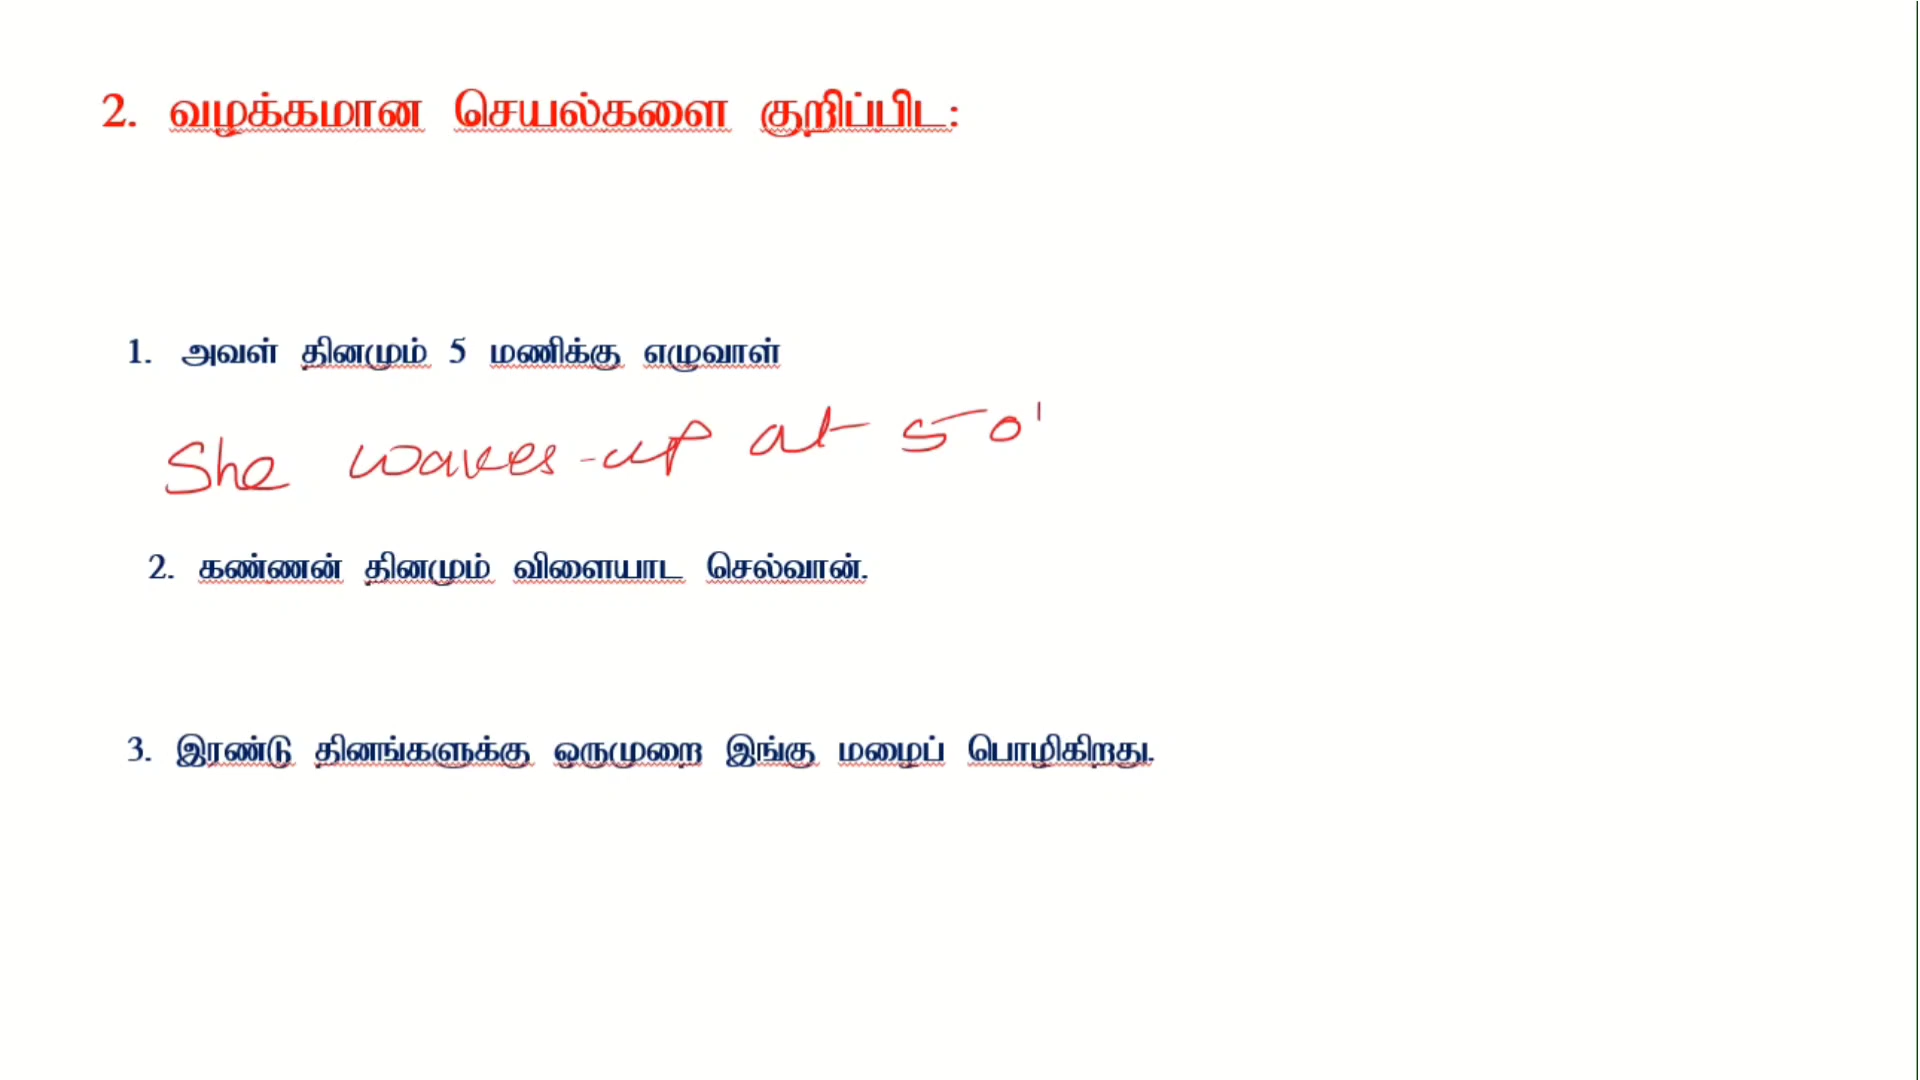 2. வழக்கமான செயல்களை குறிப்பிட:
1. அவள் தினமும் 5 மணிக்கு எழுவாள்
She wakes-up at 5 o'
2. கண்ணன் தினமும் விளையாட செல்வான்.
3. இரண்டு தினங்களுக்கு ஒருமுறை இங்கு மழைப் பொழிகிறது.